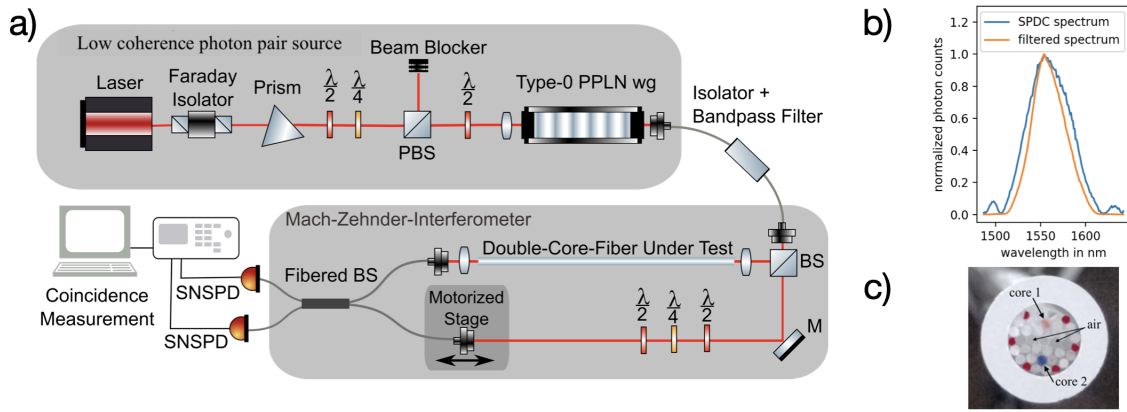 a)
Low coherence photon pair source
Laser
Faraday
Isolator
Prism
λ
2
λ
4
Beam Blocker
PBS
λ
2
Type-0 PPLN wg
Isolator +
Bandpass Filter
Mach-Zehnder-Interferometer
Double-Core-Fiber Under Test
BS
Fibered BS
SNSPD
SNSPD
Coincidence
Measurement
Motorized
Stage
λ
2
λ
4
λ
2
M
b)
SPDC spectrum
filtered spectrum
normalized photon counts
1.2
1.0
0.8
0.6
0.4
0.2
0.0
1500
1550
1600
wavelength in nm
c)
core 1
air
core 2